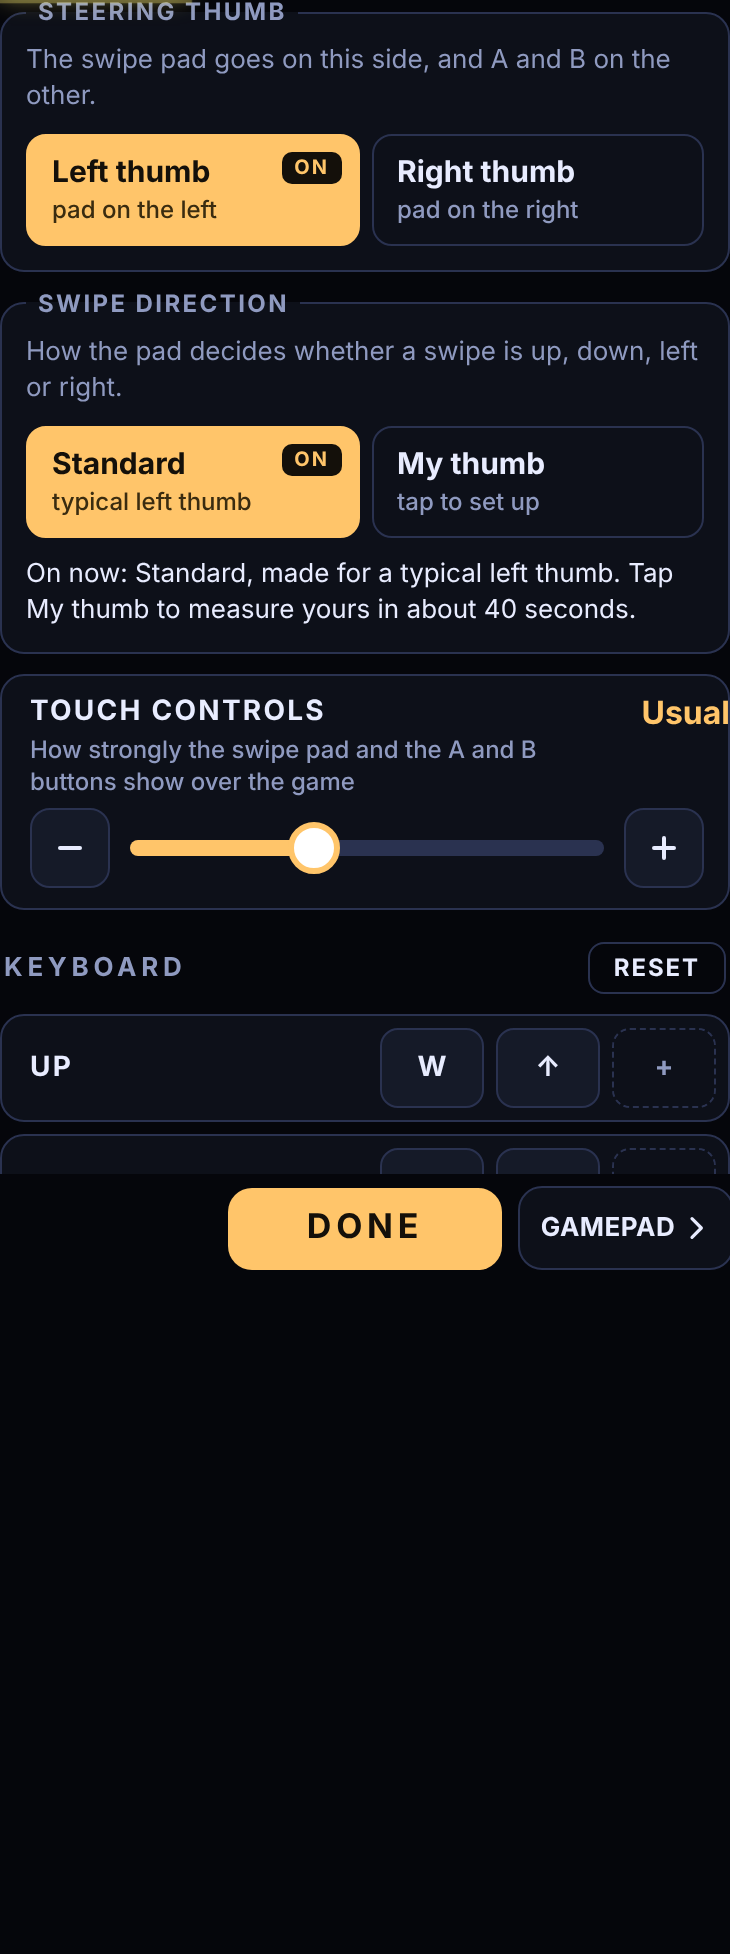 STEERING THUMB
The swipe pad goes on this side, and A and B on the
other.
Left thumb ON
pad on the left
Right thumb
pad on the right
SWIPE DIRECTION
How the pad decides whether a swipe is up, down, left
or right.
Standard ON
typical left thumb
My thumb
tap to set up
On now: Standard, made for a typical left thumb. Tap
My thumb to measure yours in about 40 seconds.
TOUCH CONTROLS
Usual
How strongly the swipe pad and the A and B
buttons show over the game
− +
KEYBOARD
RESET
UP W ↑ +
DONE
GAMEPAD >